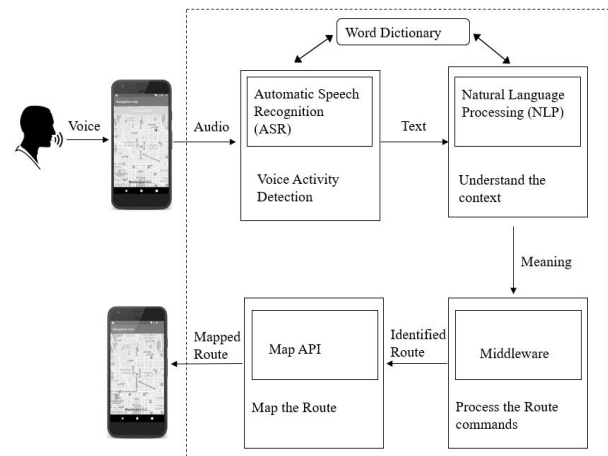 Word Dictionary
Automatic Speech
Recognition
(ASR)
Natural Language
Processing (NLP)
Voice
Audio
Text
Voice Activity
Detection
Understand the
context
Meaning
Mapped
Route
Map API
Identified
Route
Middleware
Map the Route
Process the Route
commands